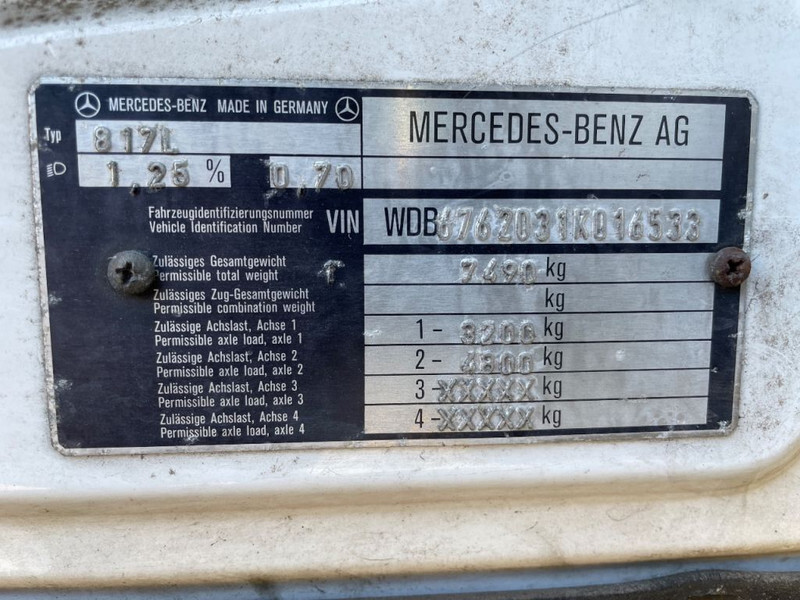 MERCEDES-BENZ MADE IN GERMANY
MERCEDES-BENZ AG
Typ 817L
1,25 % 0,70
Fahrzeugidentifizierungsnummer
Vehicle Identification Number VIN WDB6762031K016533
Zulässiges Gesamtgewicht
Permissible total weight T 7490 kg
Zulässiges Zug-Gesamtgewicht
Permissible combination weight kg
Zulässige Achslast, Achse 1
Permissible axle load, axle 1 1- 3200 kg
Zulässige Achslast, Achse 2
Permissible axle load, axle 2 2- 4800 kg
Zulässige Achslast, Achse 3
Permissible axle load, axle 3 3-XXXXX kg
Zulässige Achslast, Achse 4
Permissible axle load, axle 4 4-XXXXX kg